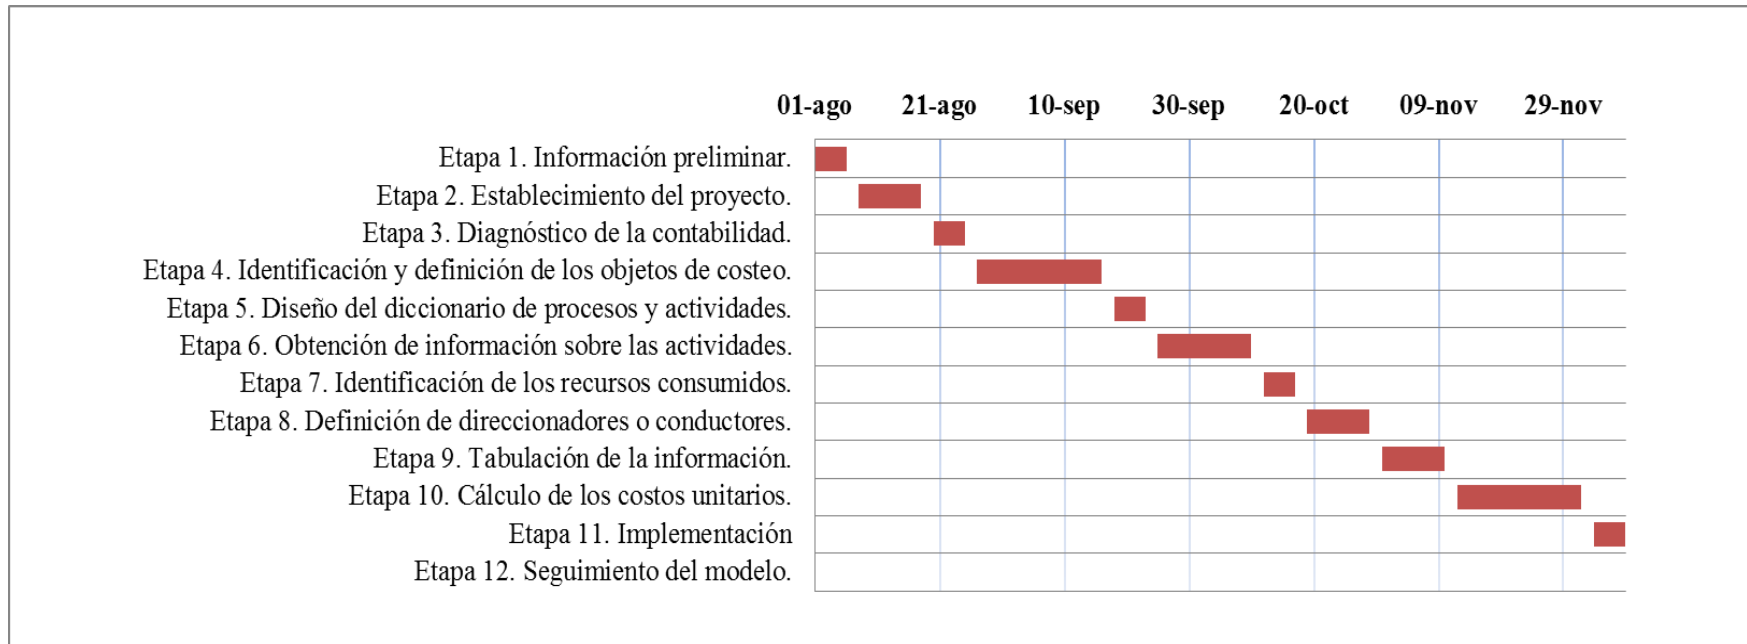 01-ago 21-ago 10-sep 30-sep 20-oct 09-nov 29-nov
Etapa 1. Información preliminar.
Etapa 2. Establecimiento del proyecto.
Etapa 3. Diagnóstico de la contabilidad.
Etapa 4. Identificación y definición de los objetos de costeo.
Etapa 5. Diseño del diccionario de procesos y actividades.
Etapa 6. Obtención de información sobre las actividades.
Etapa 7. Identificación de los recursos consumidos.
Etapa 8. Definición de direccionadores o conductores.
Etapa 9. Tabulación de la información.
Etapa 10. Cálculo de los costos unitarios.
Etapa 11. Implementación
Etapa 12. Seguimiento del modelo.